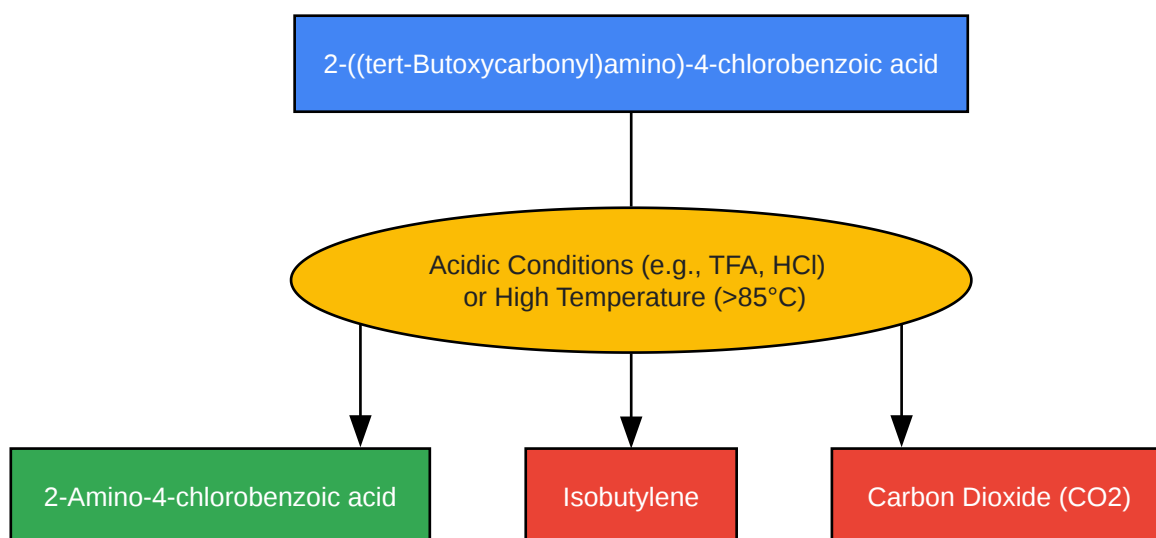 2-((tert-Butoxycarbonyl)amino)-4-chlorobenzoic acid
Acidic Conditions (e.g., TFA, HCl)
or High Temperature (>85°C)
2-Amino-4-chlorobenzoic acid
Isobutylene
Carbon Dioxide (CO2)